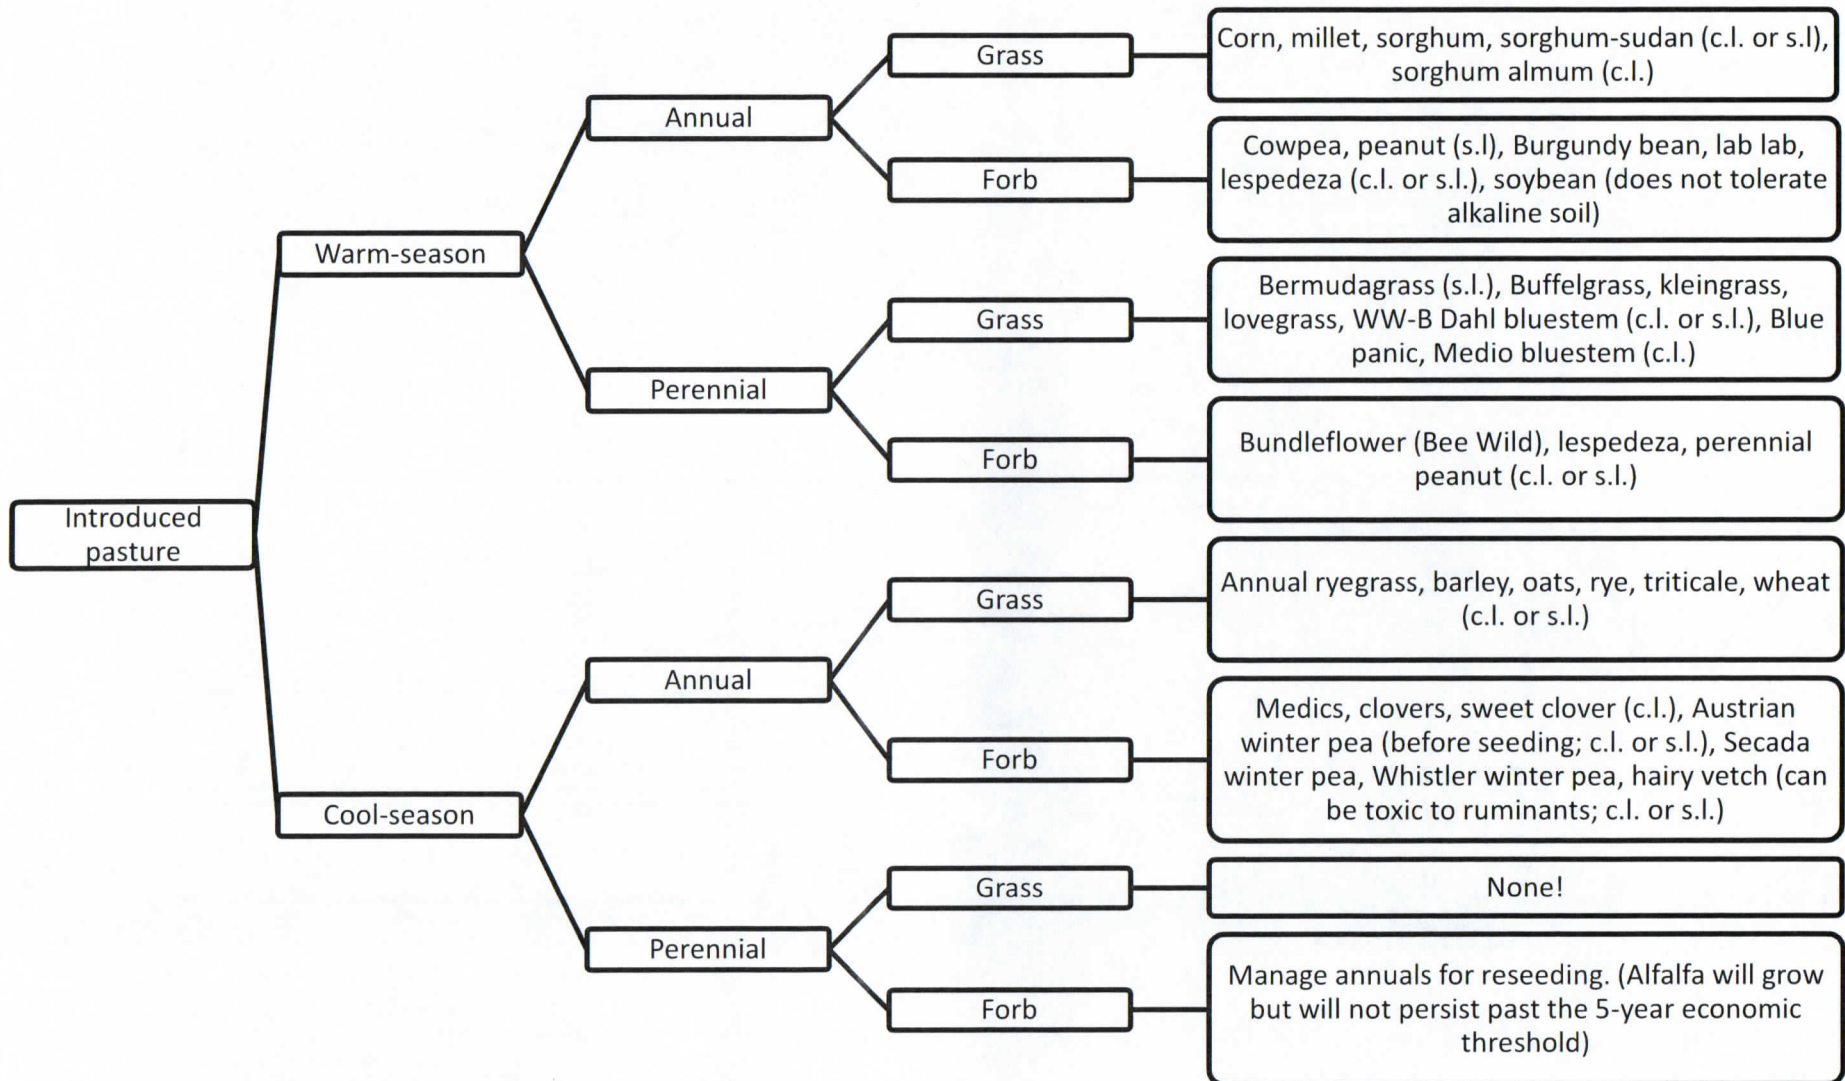 Introduced
pasture
Warm-season
Annual
Grass
Corn, millet, sorghum, sorghum-sudan (c.l. or s.l),
sorghum almum (c.l.)
Forb
Cowpea, peanut (s.l), Burgundy bean, lab lab,
lespedeza (c.l. or s.l.), soybean (does not tolerate
alkaline soil)
Perennial
Grass
Bermudagrass (s.l.), Buffelgrass, kleingrass,
lovegrass, WW-B Dahl bluestem (c.l. or s.l.), Blue
panic, Medio bluestem (c.l.)
Forb
Bundleflower (Bee Wild), lespedeza, perennial
peanut (c.l. or s.l.)
Cool-season
Annual
Grass
Annual ryegrass, barley, oats, rye, triticale, wheat
(c.l. or s.l.)
Forb
Medics, clovers, sweet clover (c.l.), Austrian
winter pea (before seeding; c.l. or s.l.), Secada
winter pea, Whistler winter pea, hairy vetch (can
be toxic to ruminants; c.l. or s.l.)
Perennial
Grass
None!
Forb
Manage annuals for reseeding. (Alfalfa will grow
but will not persist past the 5-year economic
threshold)